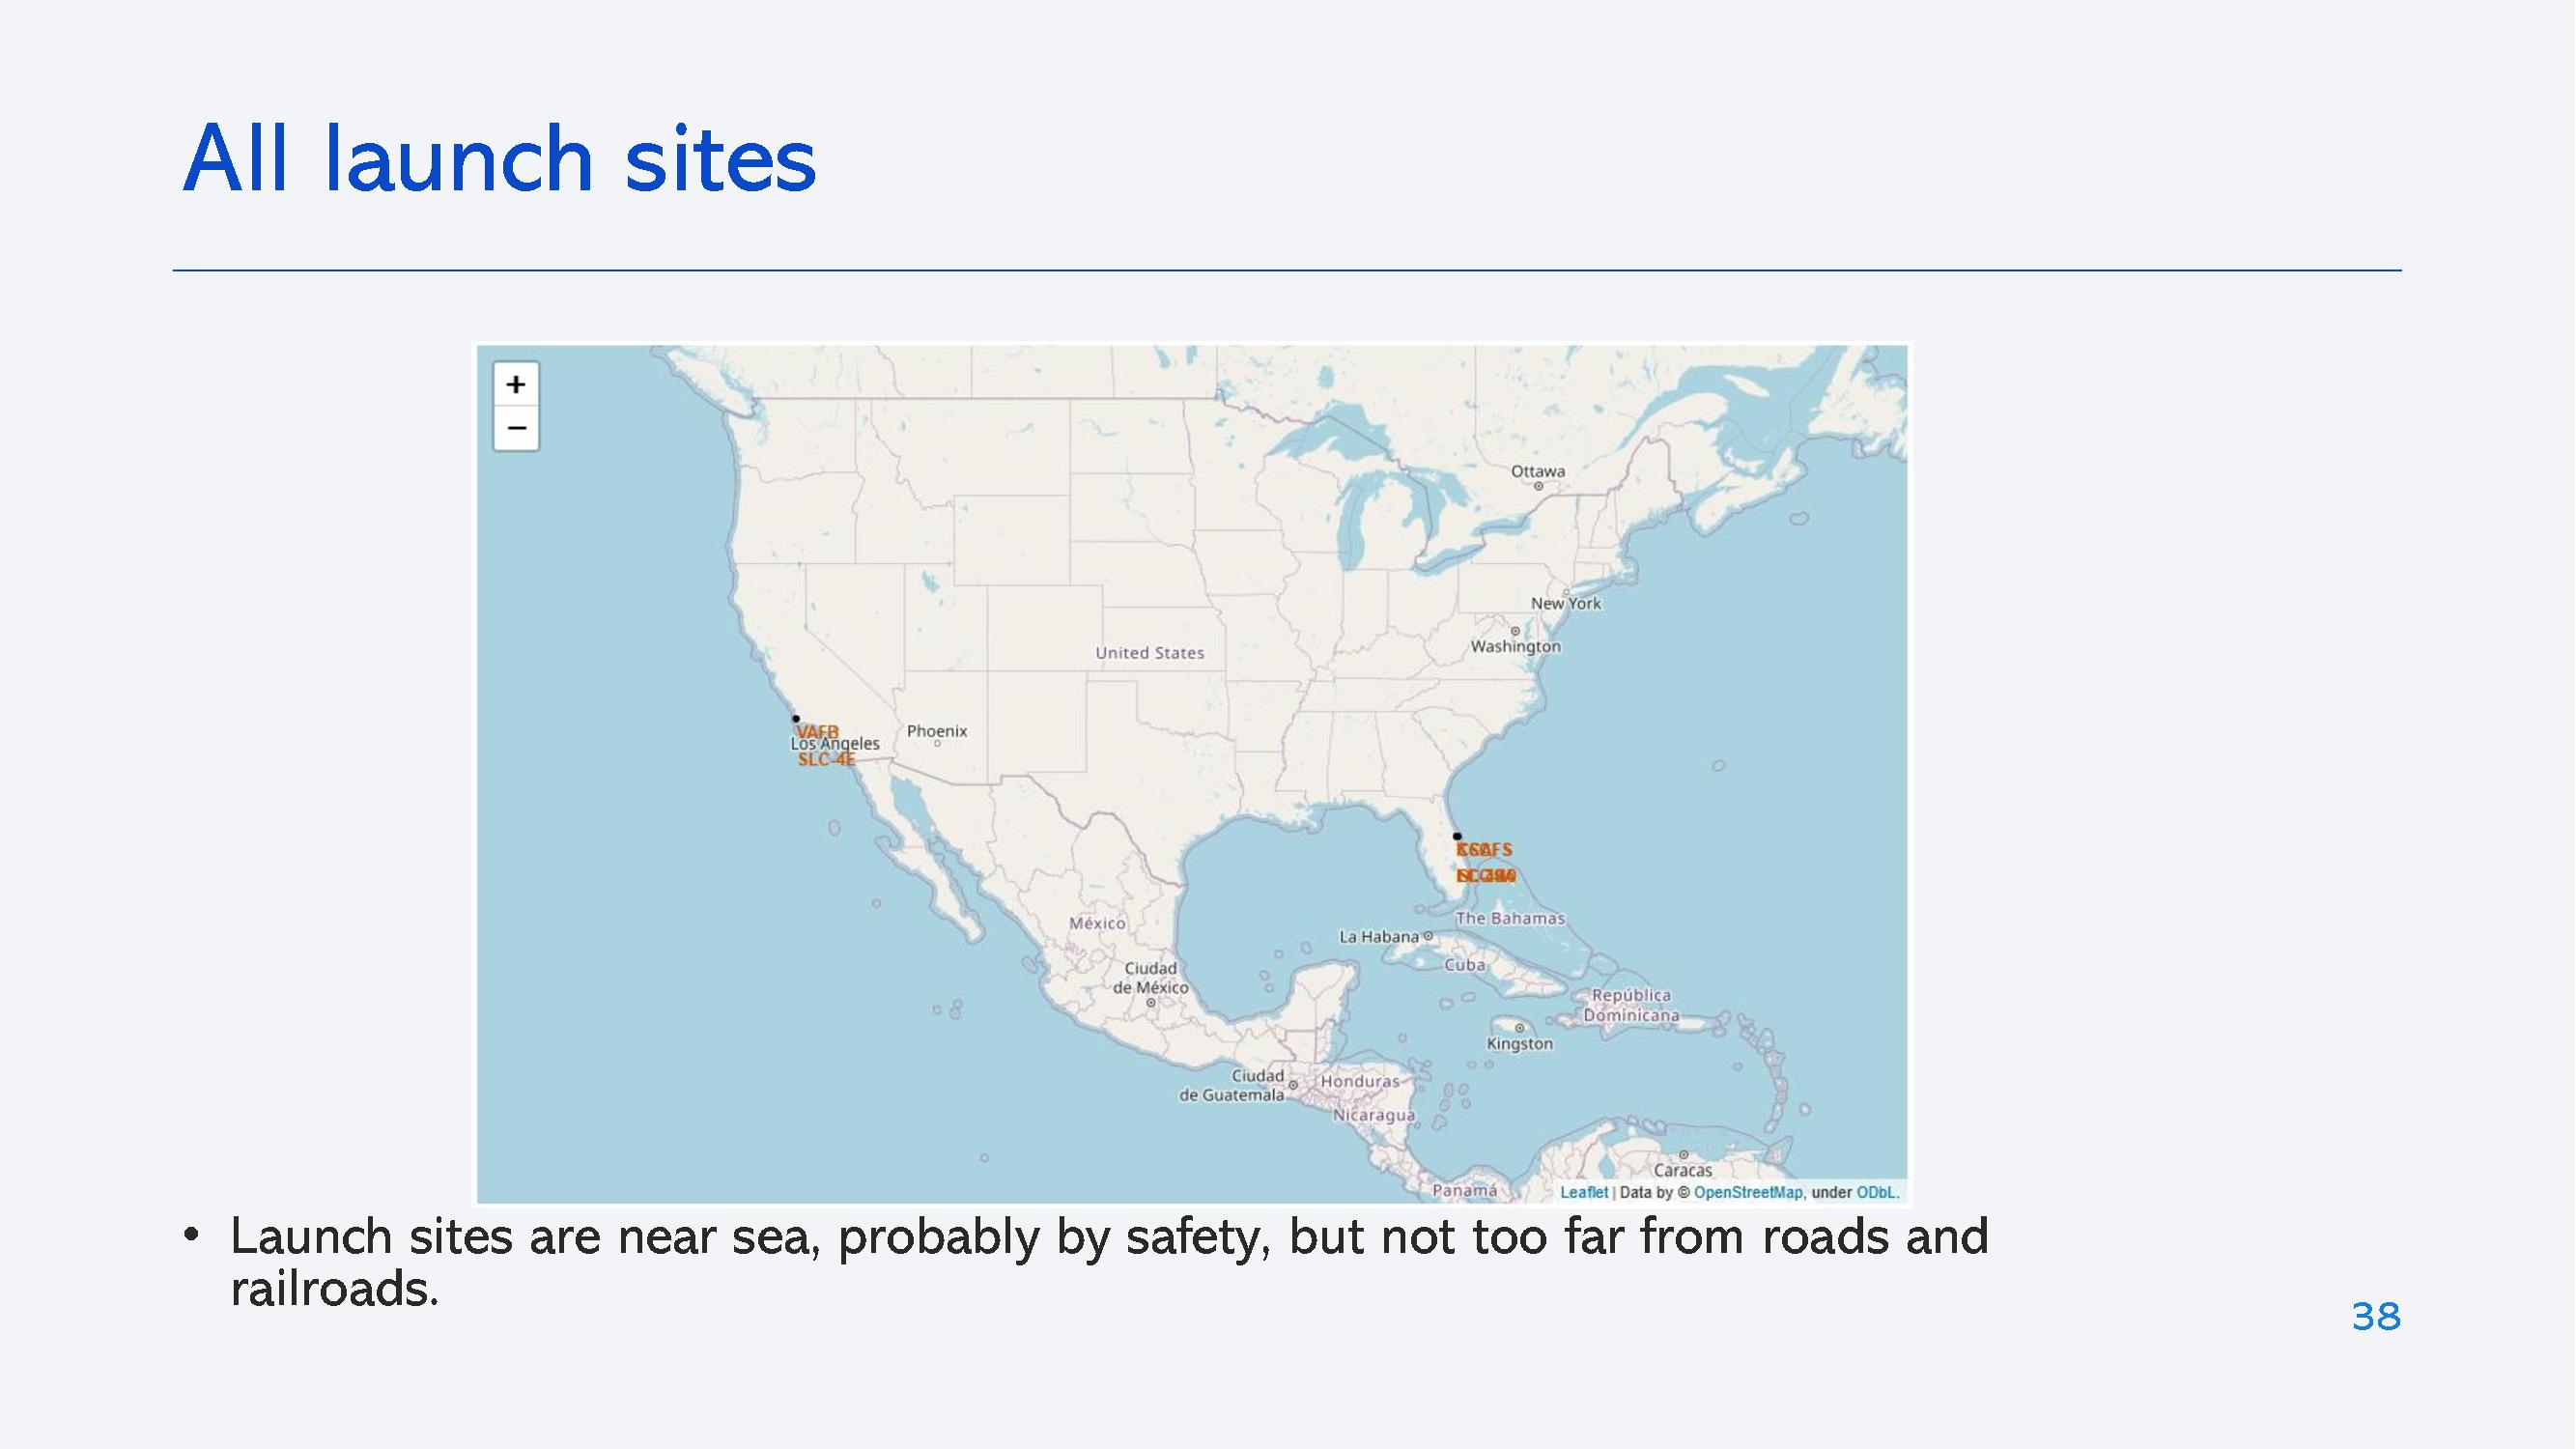 All launch sites
+
−
Ottawa
New York
Washington
United States
VAFB
Los Angeles
SLC-4E
Phoenix
The Bahamas
La Habana
Cuba
México
Ciudad
de México
República
Dominicana
Kingston
Ciudad
de Guatemala
Honduras
Nicaragua
Caracas
Panamá
Leaflet | Data by © OpenStreetMap, under ODbL.
• Launch sites are near sea, probably by safety, but not too far from roads and
railroads.
38